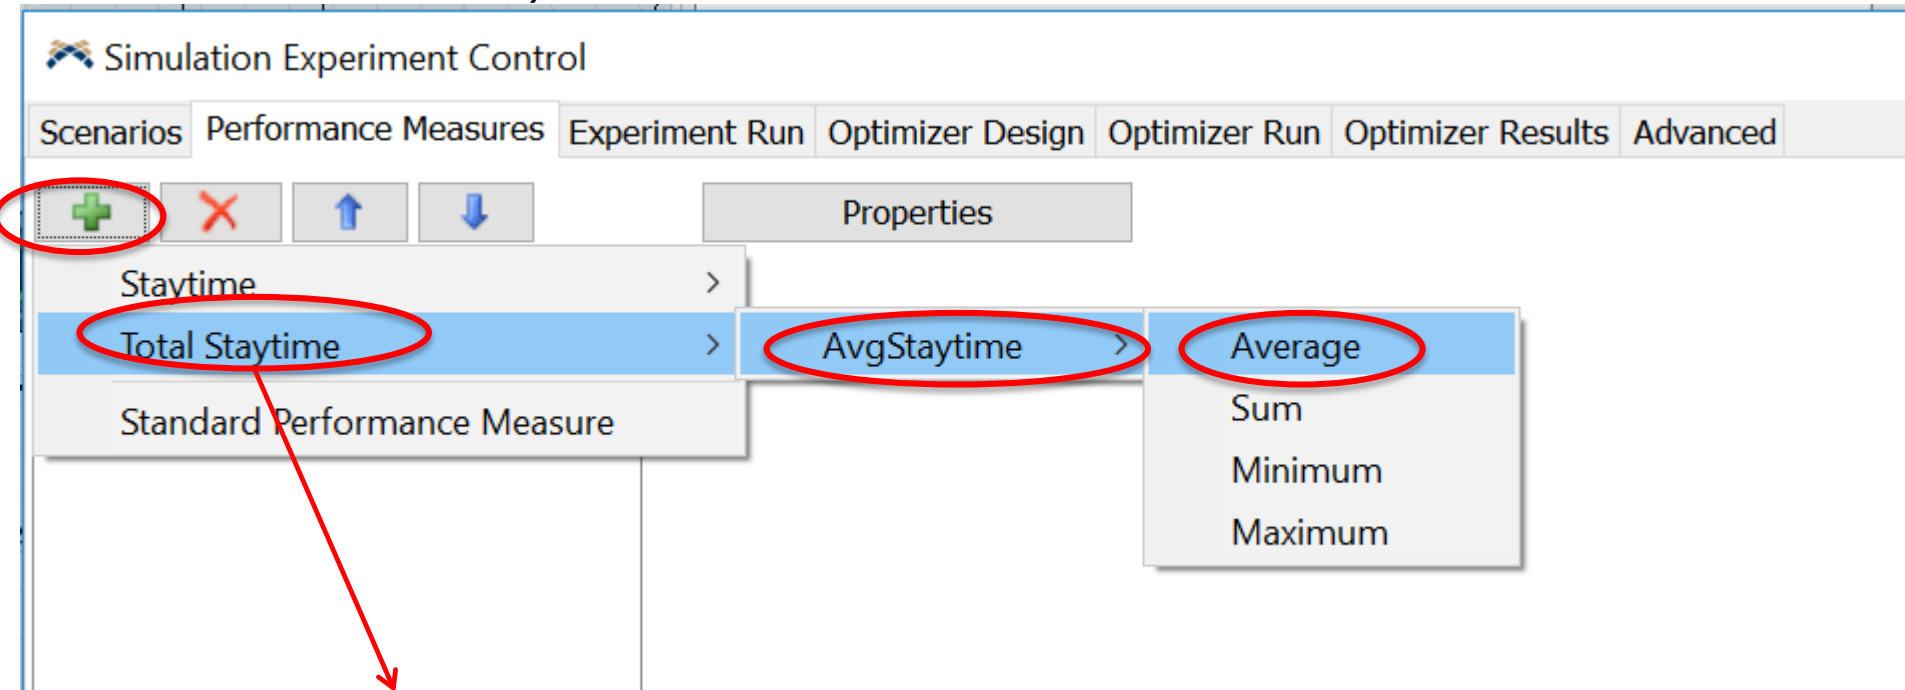 Simulation Experiment Control
Scenarios Performance Measures Experiment Run Optimizer Design Optimizer Run Optimizer Results Advanced
Properties
Staytime
Total Staytime
AvgStaytime
Average
Sum
Minimum
Maximum
Standard Performance Measure